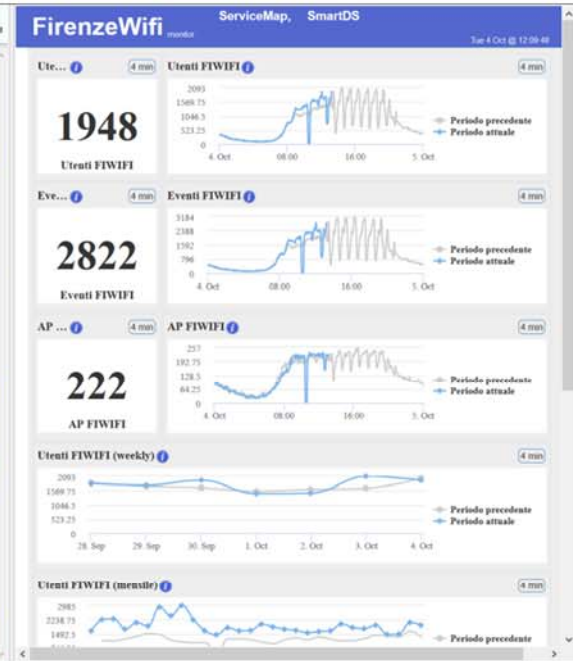 ServiceMap, SmartDS
FirenzeWifi monitor
Tue 4 Oct @ 12:09:48
Ute... i 4 min
1948
Utenti FIWIFI
Utenti FIWIFI i 4 min
2093
1569.75
1046.5
523.25
0
4. Oct 08:00 16:00 5. Oct
Periodo precedente
Periodo attuale
Eve... i 4 min
2822
Eventi FIWIFI
Eventi FIWIFI i 4 min
3184
2388
1592
796
0
4. Oct 08:00 16:00 5. Oct
Periodo precedente
Periodo attuale
AP ... i 4 min
222
AP FIWIFI
AP FIWIFI i 4 min
257
192.75
128.5
64.25
0
4. Oct 08:00 16:00 5. Oct
Periodo precedente
Periodo attuale
Utenti FIWIFI (weekly) i 4 min
2093
1569.75
1046.5
523.25
0
28. Sep 29. Sep 30. Sep 1. Oct 2. Oct 3. Oct 4. Oct
Periodo precedente
Periodo attuale
Utenti FIWIFI (mensile) i 4 min
2985
2238.75
1492.5
Periodo precedente